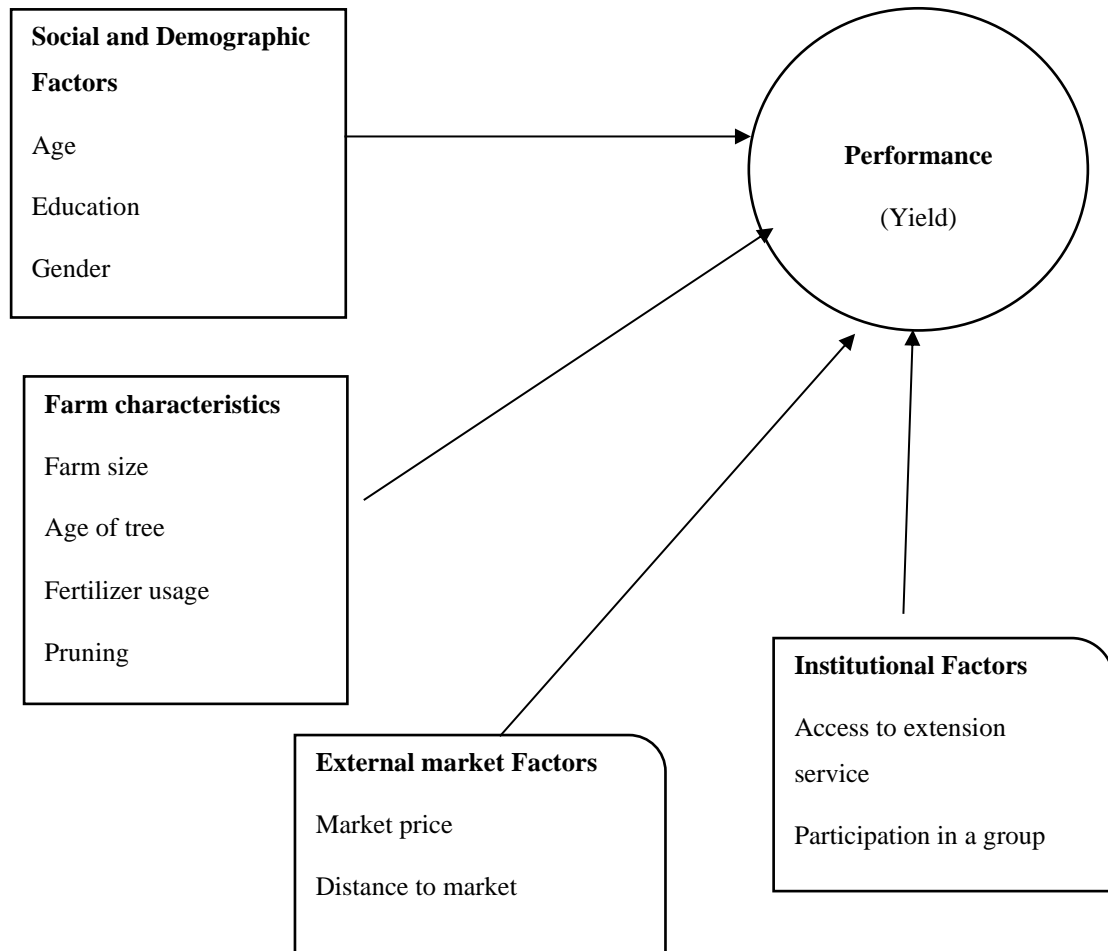 Social and Demographic
Factors
Age
Education
Gender
Performance
(Yield)
Farm characteristics
Farm size
Age of tree
Fertilizer usage
Pruning
External market Factors
Market price
Distance to market
Institutional Factors
Access to extension
service
Participation in a group